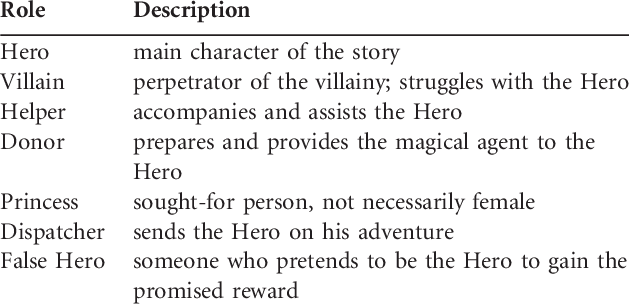 Role Description
Hero main character of the story
Villain perpetrator of the villainy; struggles with the Hero
Helper accompanies and assists the Hero
Donor prepares and provides the magical agent to the
Hero
Princess sought-for person, not necessarily female
Dispatcher sends the Hero on his adventure
False Hero someone who pretends to be the Hero to gain the
promised reward